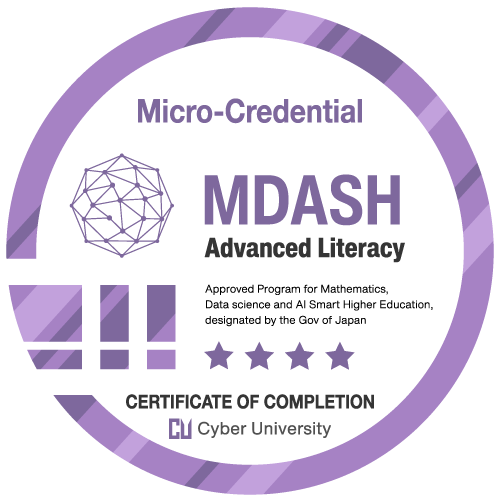 Micro-Credential
MDASH
Advanced Literacy
Approved Program for Mathematics,
Data science and AI Smart Higher Education,
designated by the Gov of Japan
CERTIFICATE OF COMPLETION
CU Cyber University